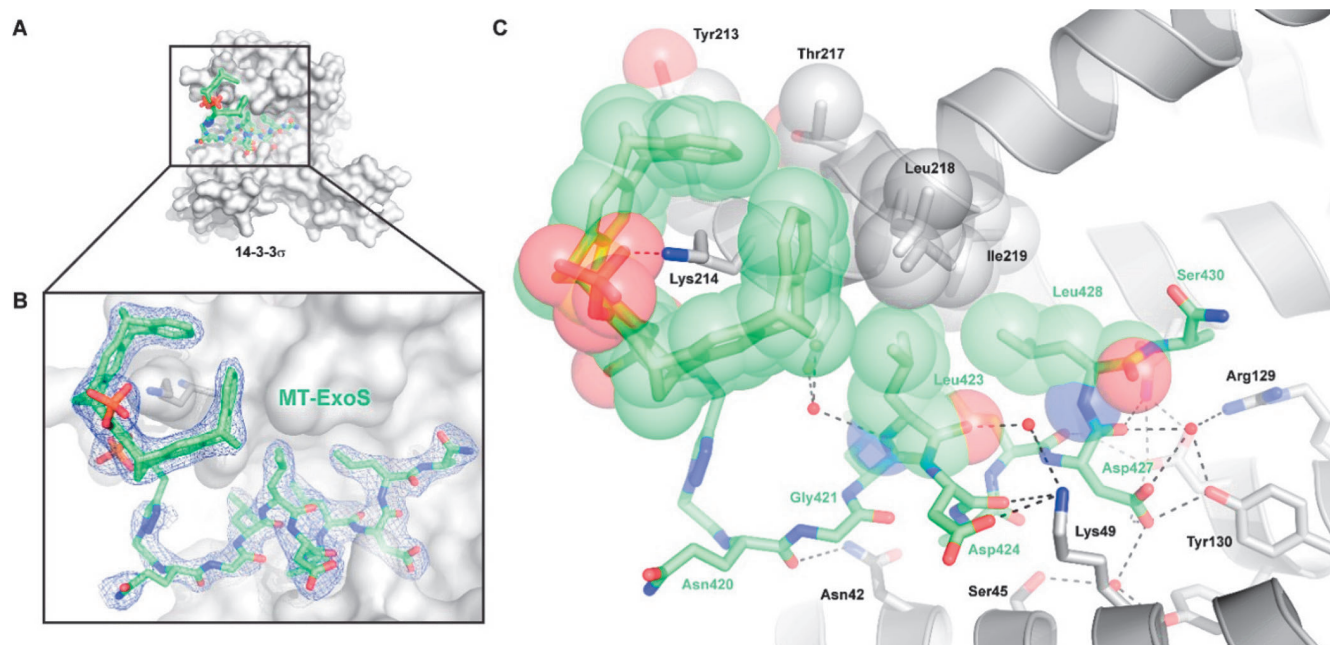 A
14-3-3σ
B
MT-ExoS
C
Tyr213
Thr217
Leu218
Ile219
Lys214
Leu428
Ser430
Leu423
Arg129
Gly421
Asp427
Asp424
Lys49
Tyr130
Asn420
Asn42
Ser45